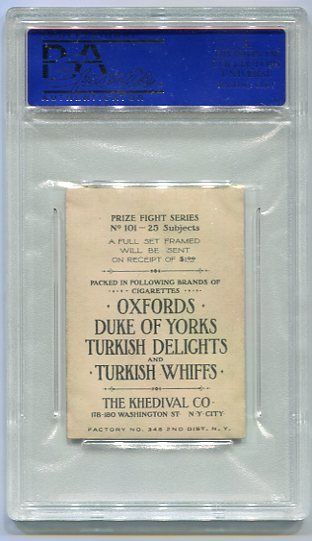 PSA
PRIZE FIGHT SERIES
No 101 - 25 Subjects
A FULL SET FRAMED
WILL BE SENT
ON RECEIPT OF $1.00
PACKED IN FOLLOWING BRANDS OF
CIGARETTES
OXFORDS
DUKE OF YORKS
TURKISH DELIGHTS
AND
TURKISH WHIFFS
THE KHEDIVAL CO
178-180 WASHINGTON ST. N-Y CITY
FACTORY NO. 345 2ND DIST. N.Y.